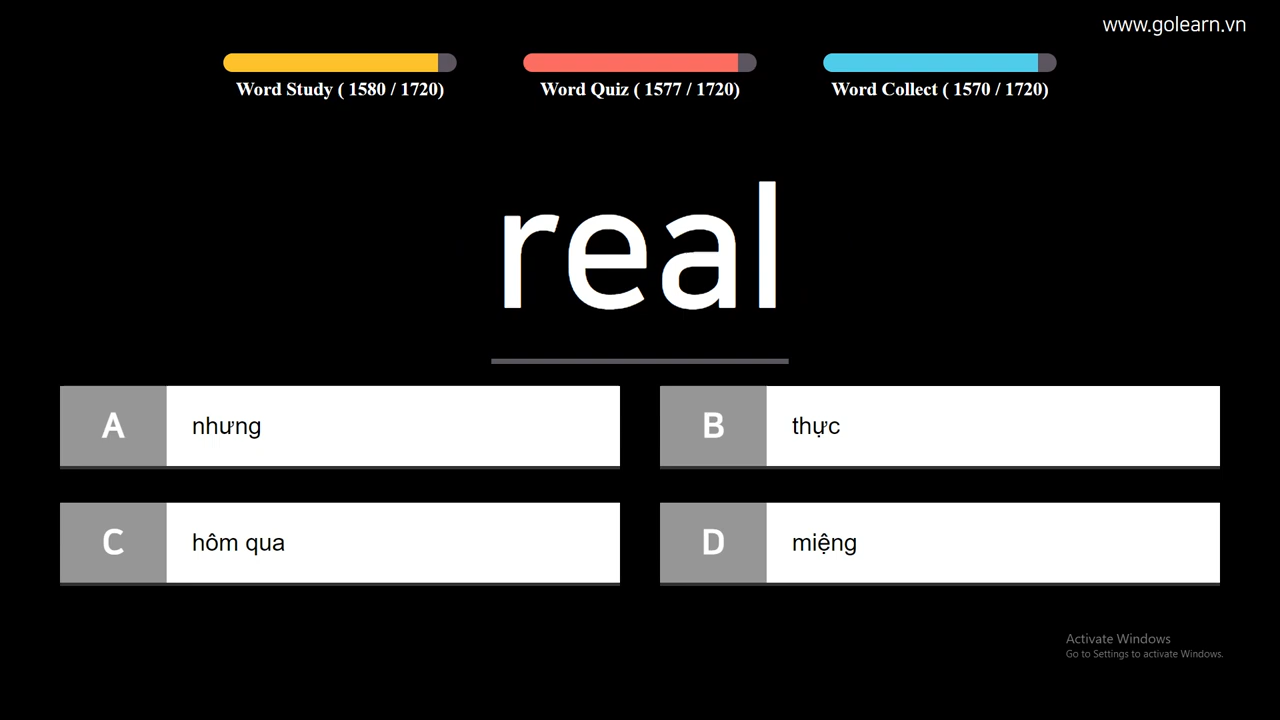 www.golearn.vn
Word Study ( 1580 / 1720)
Word Quiz ( 1577 / 1720)
Word Collect ( 1570 / 1720)
real
A nhưng
B thực
C hôm qua
D miệng
Activate Windows
Go to Settings to activate Windows.